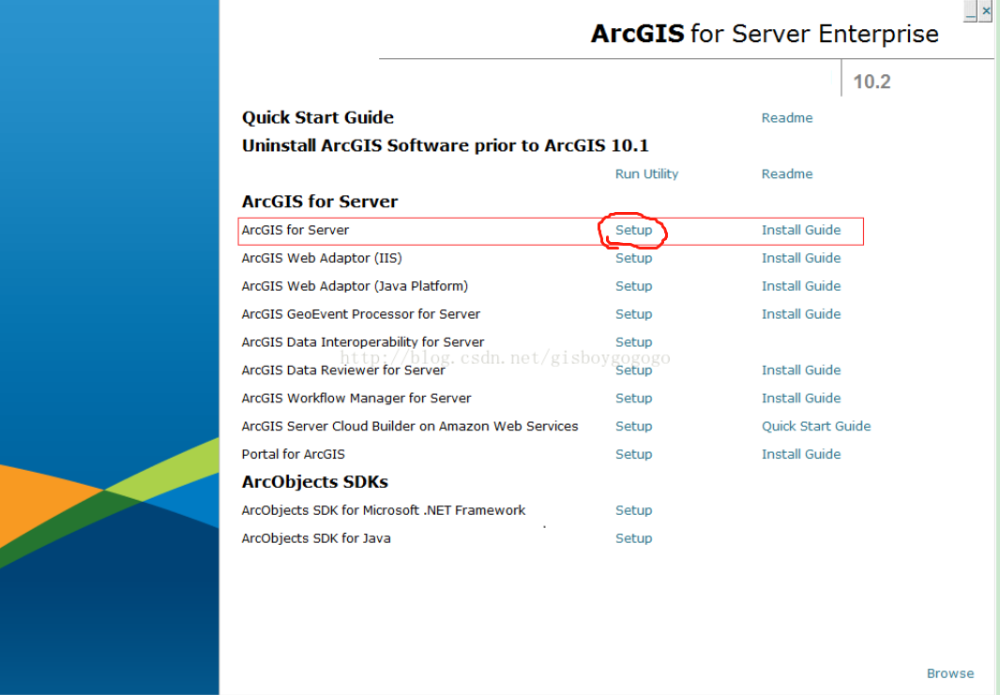 ArcGIS for Server Enterprise
10.2
Quick Start Guide Readme
Uninstall ArcGIS Software prior to ArcGIS 10.1
Run Utility Readme
ArcGIS for Server
ArcGIS for Server Setup Install Guide
ArcGIS Web Adaptor (IIS) Setup Install Guide
ArcGIS Web Adaptor (Java Platform) Setup Install Guide
ArcGIS GeoEvent Processor for Server Setup Install Guide
ArcGIS Data Interoperability for Server Setup
http://blog.csdn.net/gisboygogogo
ArcGIS Data Reviewer for Server Setup Install Guide
ArcGIS Workflow Manager for Server Setup Install Guide
ArcGIS Server Cloud Builder on Amazon Web Services Setup Quick Start Guide
Portal for ArcGIS Setup Install Guide
ArcObjects SDKs
ArcObjects SDK for Microsoft .NET Framework Setup
ArcObjects SDK for Java Setup
Browse